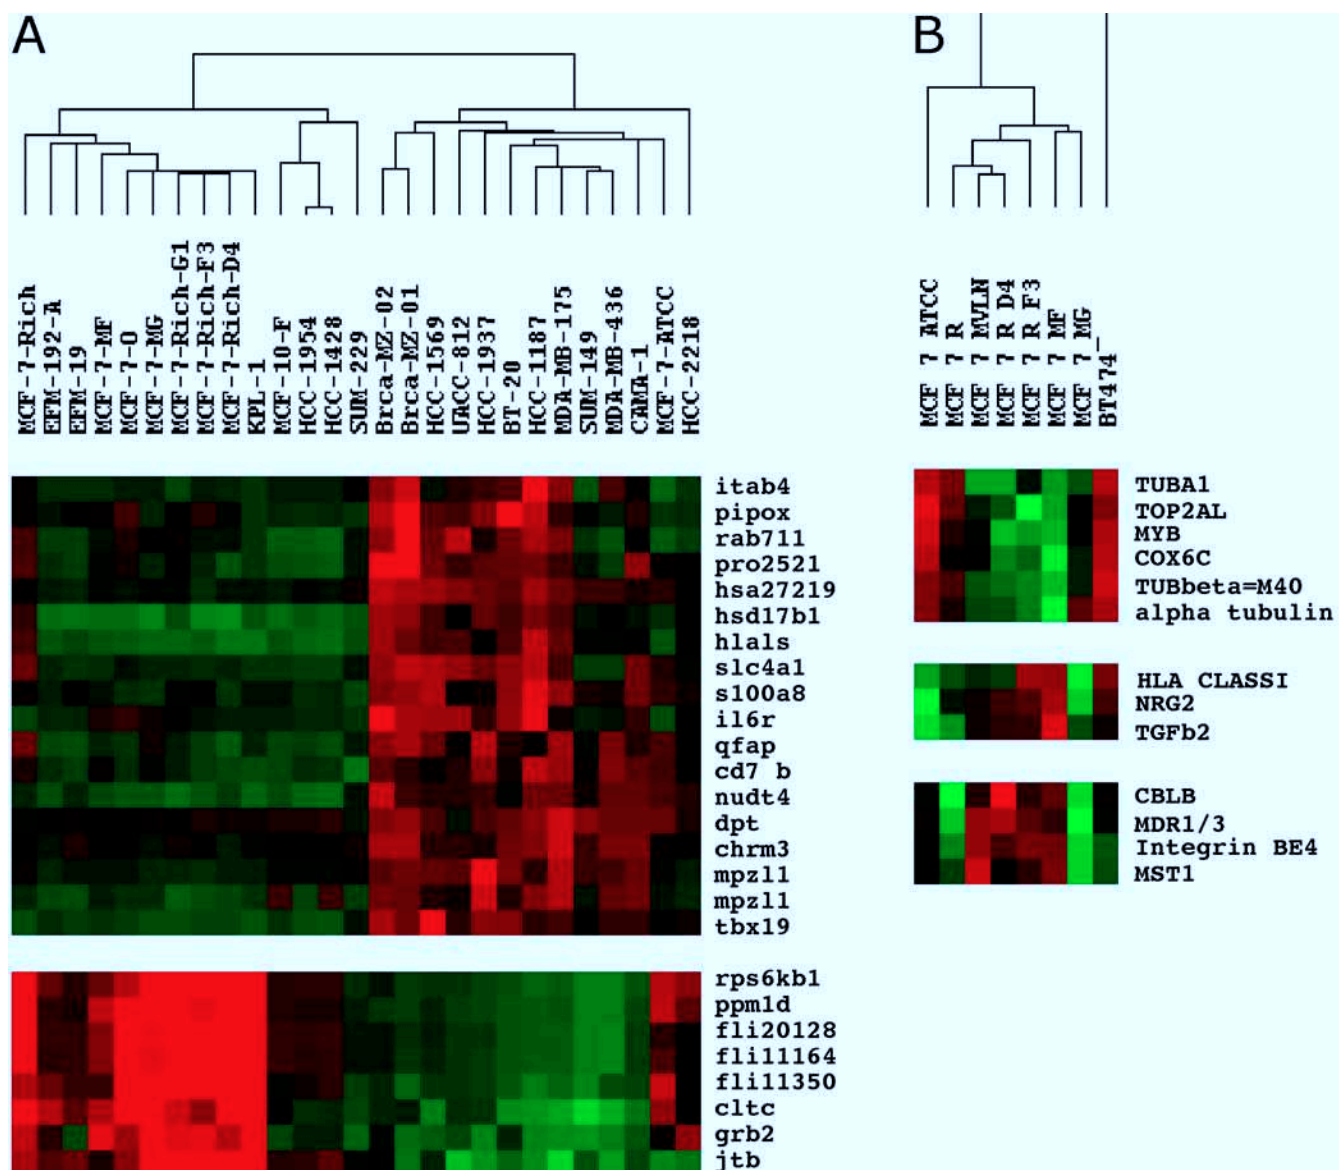 A
B
MCF-7-Rich
EFM-192-A
EFM-19
MCF-7-MF
MCF-7-O
MCF-7-MG
MCF-7-Rich-G1
MCF-7-Rich-F3
MCF-7-Rich-D4
KPL-1
MCF-10-F
HCC-1954
HCC-1428
SUM-229
Brca-MZ-02
Brca-MZ-01
HCC-1569
UACC-812
HCC-1937
BT-20
HCC-1187
MDA-MB-175
SUM-149
MDA-MB-436
CAMA-1
MCF-7-ATCC
HCC-2218
MCF 7 ATCC
MCF 7 R
MCF 7 MVLN
MCF 7 R D4
MCF 7 R F3
MCF 7 MF
MCF 7 MG
BT474_
itab4
pipox
rab711
pro2521
hsa27219
hsd17b1
hlals
slc4a1
s100a8
il6r
qfap
cd7 b
nudt4
dpt
chrm3
mpzl1
mpzl1
tbx19
rps6kb1
ppm1d
fli20128
fli11164
fli11350
cltc
grb2
jtb
TUBA1
TOP2AL
MYB
COX6C
TUBbeta=M40
alpha tubulin
HLA CLASSI
NRG2
TGFb2
CBLB
MDR1/3
Integrin BE4
MST1